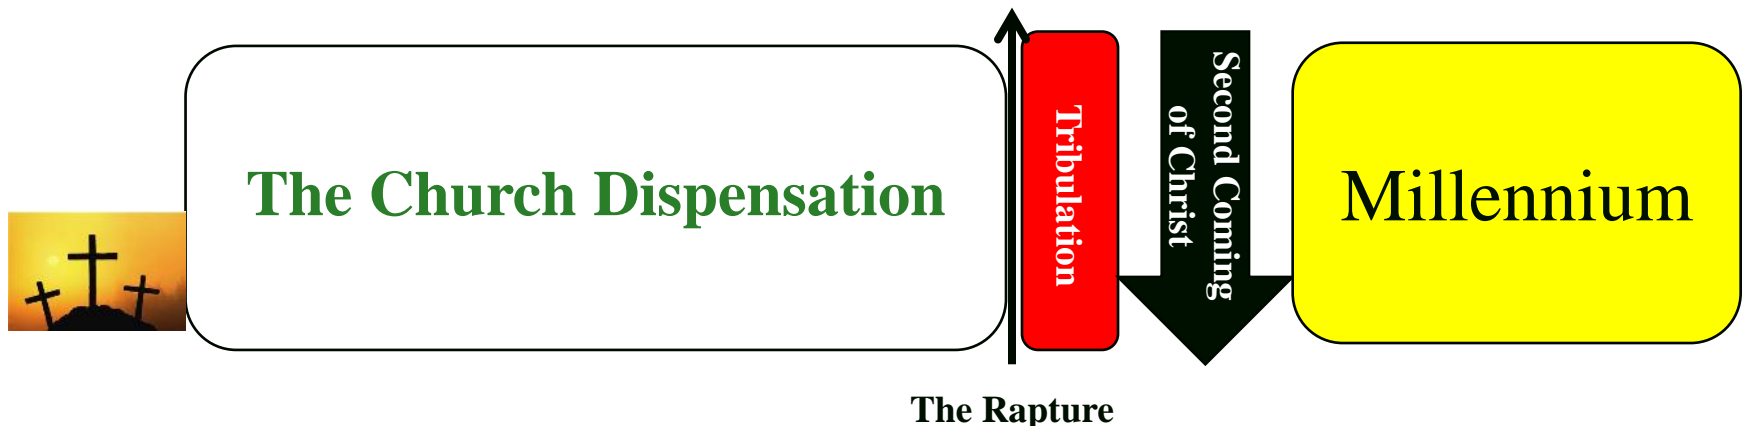 The Church Dispensation
The Rapture
Tribulation
Second Coming
of Christ
Millennium